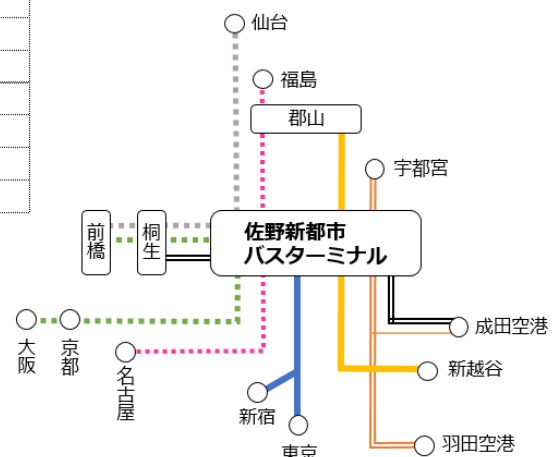 仙台
福島
郡山
宇都宮
前橋
桐生
佐野新都市
バスターミナル
成田空港
大阪
京都
名古屋
新越谷
新宿
東京
羽田空港